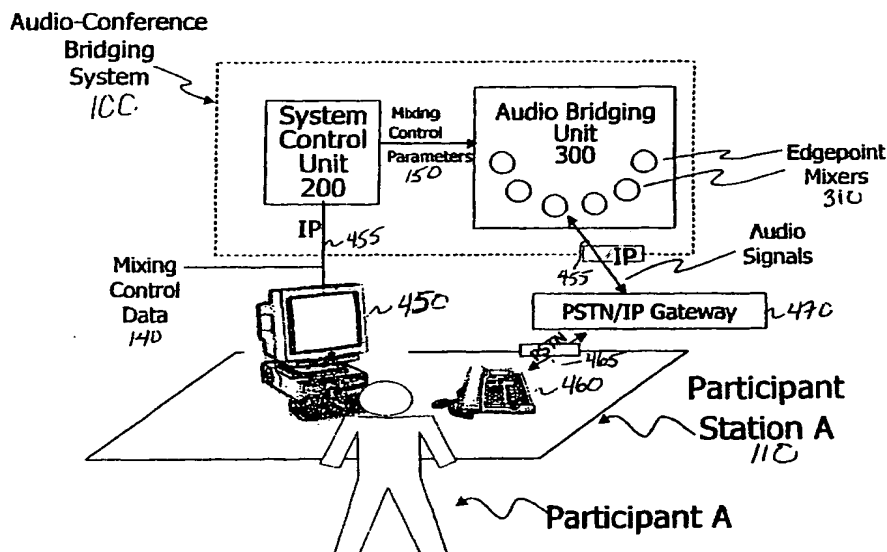 Audio-Conference
Bridging
System
100
System
Control
Unit
200
Mixing
Control
Parameters
150
Audio Bridging
Unit
300
Edgepoint
Mixers
310
IP
455
455
IP
Audio
Signals
Mixing
Control
Data
140
450
PSTN/IP Gateway
470
PSTN
465
460
Participant
Station A
110
Participant A